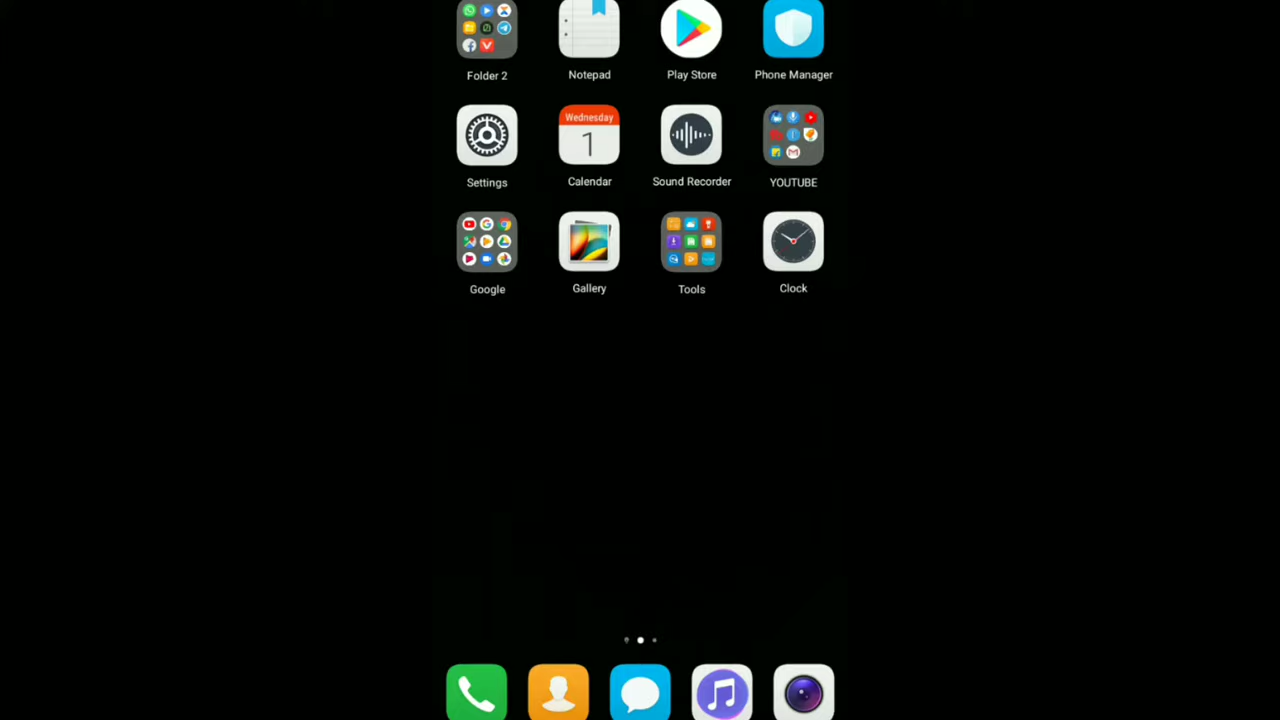 Folder 2 Notepad Play Store Phone Manager
Wednesday
1
Settings Calendar Sound Recorder YOUTUBE
Google Gallery Tools Clock